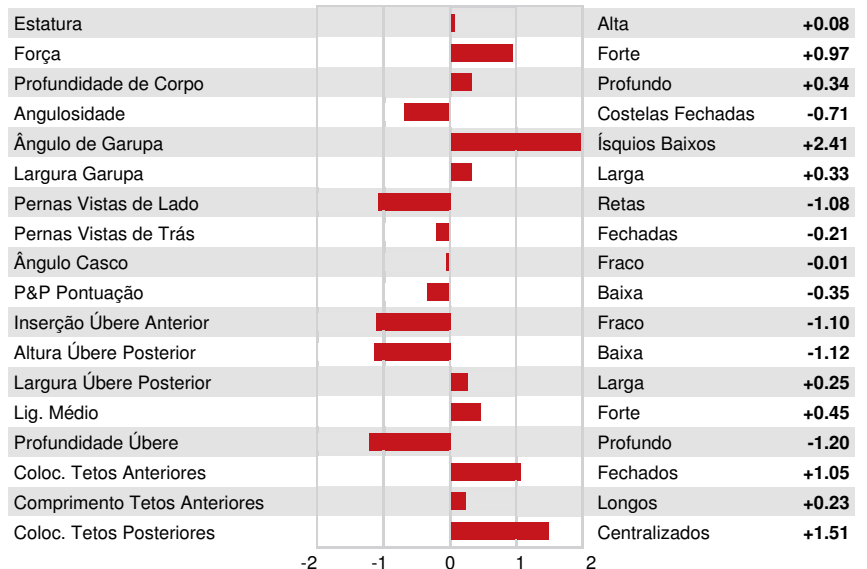 Estatura Alta +0.08
Força Forte +0.97
Profundidade de Corpo Profundo +0.34
Angulosidade Costelas Fechadas -0.71
Ângulo de Garupa Ísquios Baixos +2.41
Largura Garupa Larga +0.33
Pernas Vistas de Lado Retas -1.08
Pernas Vistas de Trás Fechadas -0.21
Ângulo Casco Fraco -0.01
P&P Pontuação Baixa -0.35
Inserção Úbere Anterior Fraco -1.10
Altura Úbere Posterior Baixa -1.12
Largura Úbere Posterior Larga +0.25
Lig. Médio Forte +0.45
Profundidade Úbere Profundo -1.20
Coloc. Tetos Anteriores Fechados +1.05
Comprimento Tetos Anteriores Longos +0.23
Coloc. Tetos Posteriores Centralizados +1.51
-2 -1 0 1 2